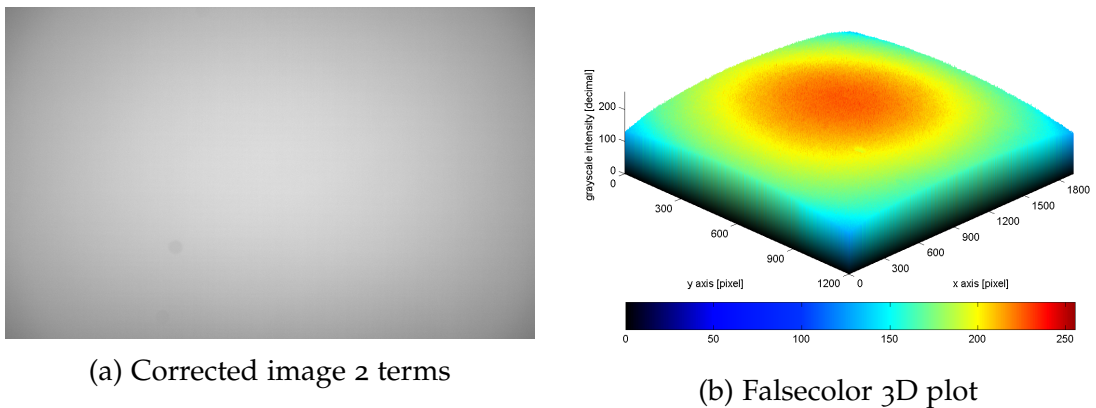 grayscale intensity [decimal]
200
100
0
0
300
600
900
1200
y axis [pixel]
0
300
600
900
1200
1500
1800
x axis [pixel]
0 50 100 150 200 250
(a) Corrected image 2 terms
(b) Falsecolor 3D plot